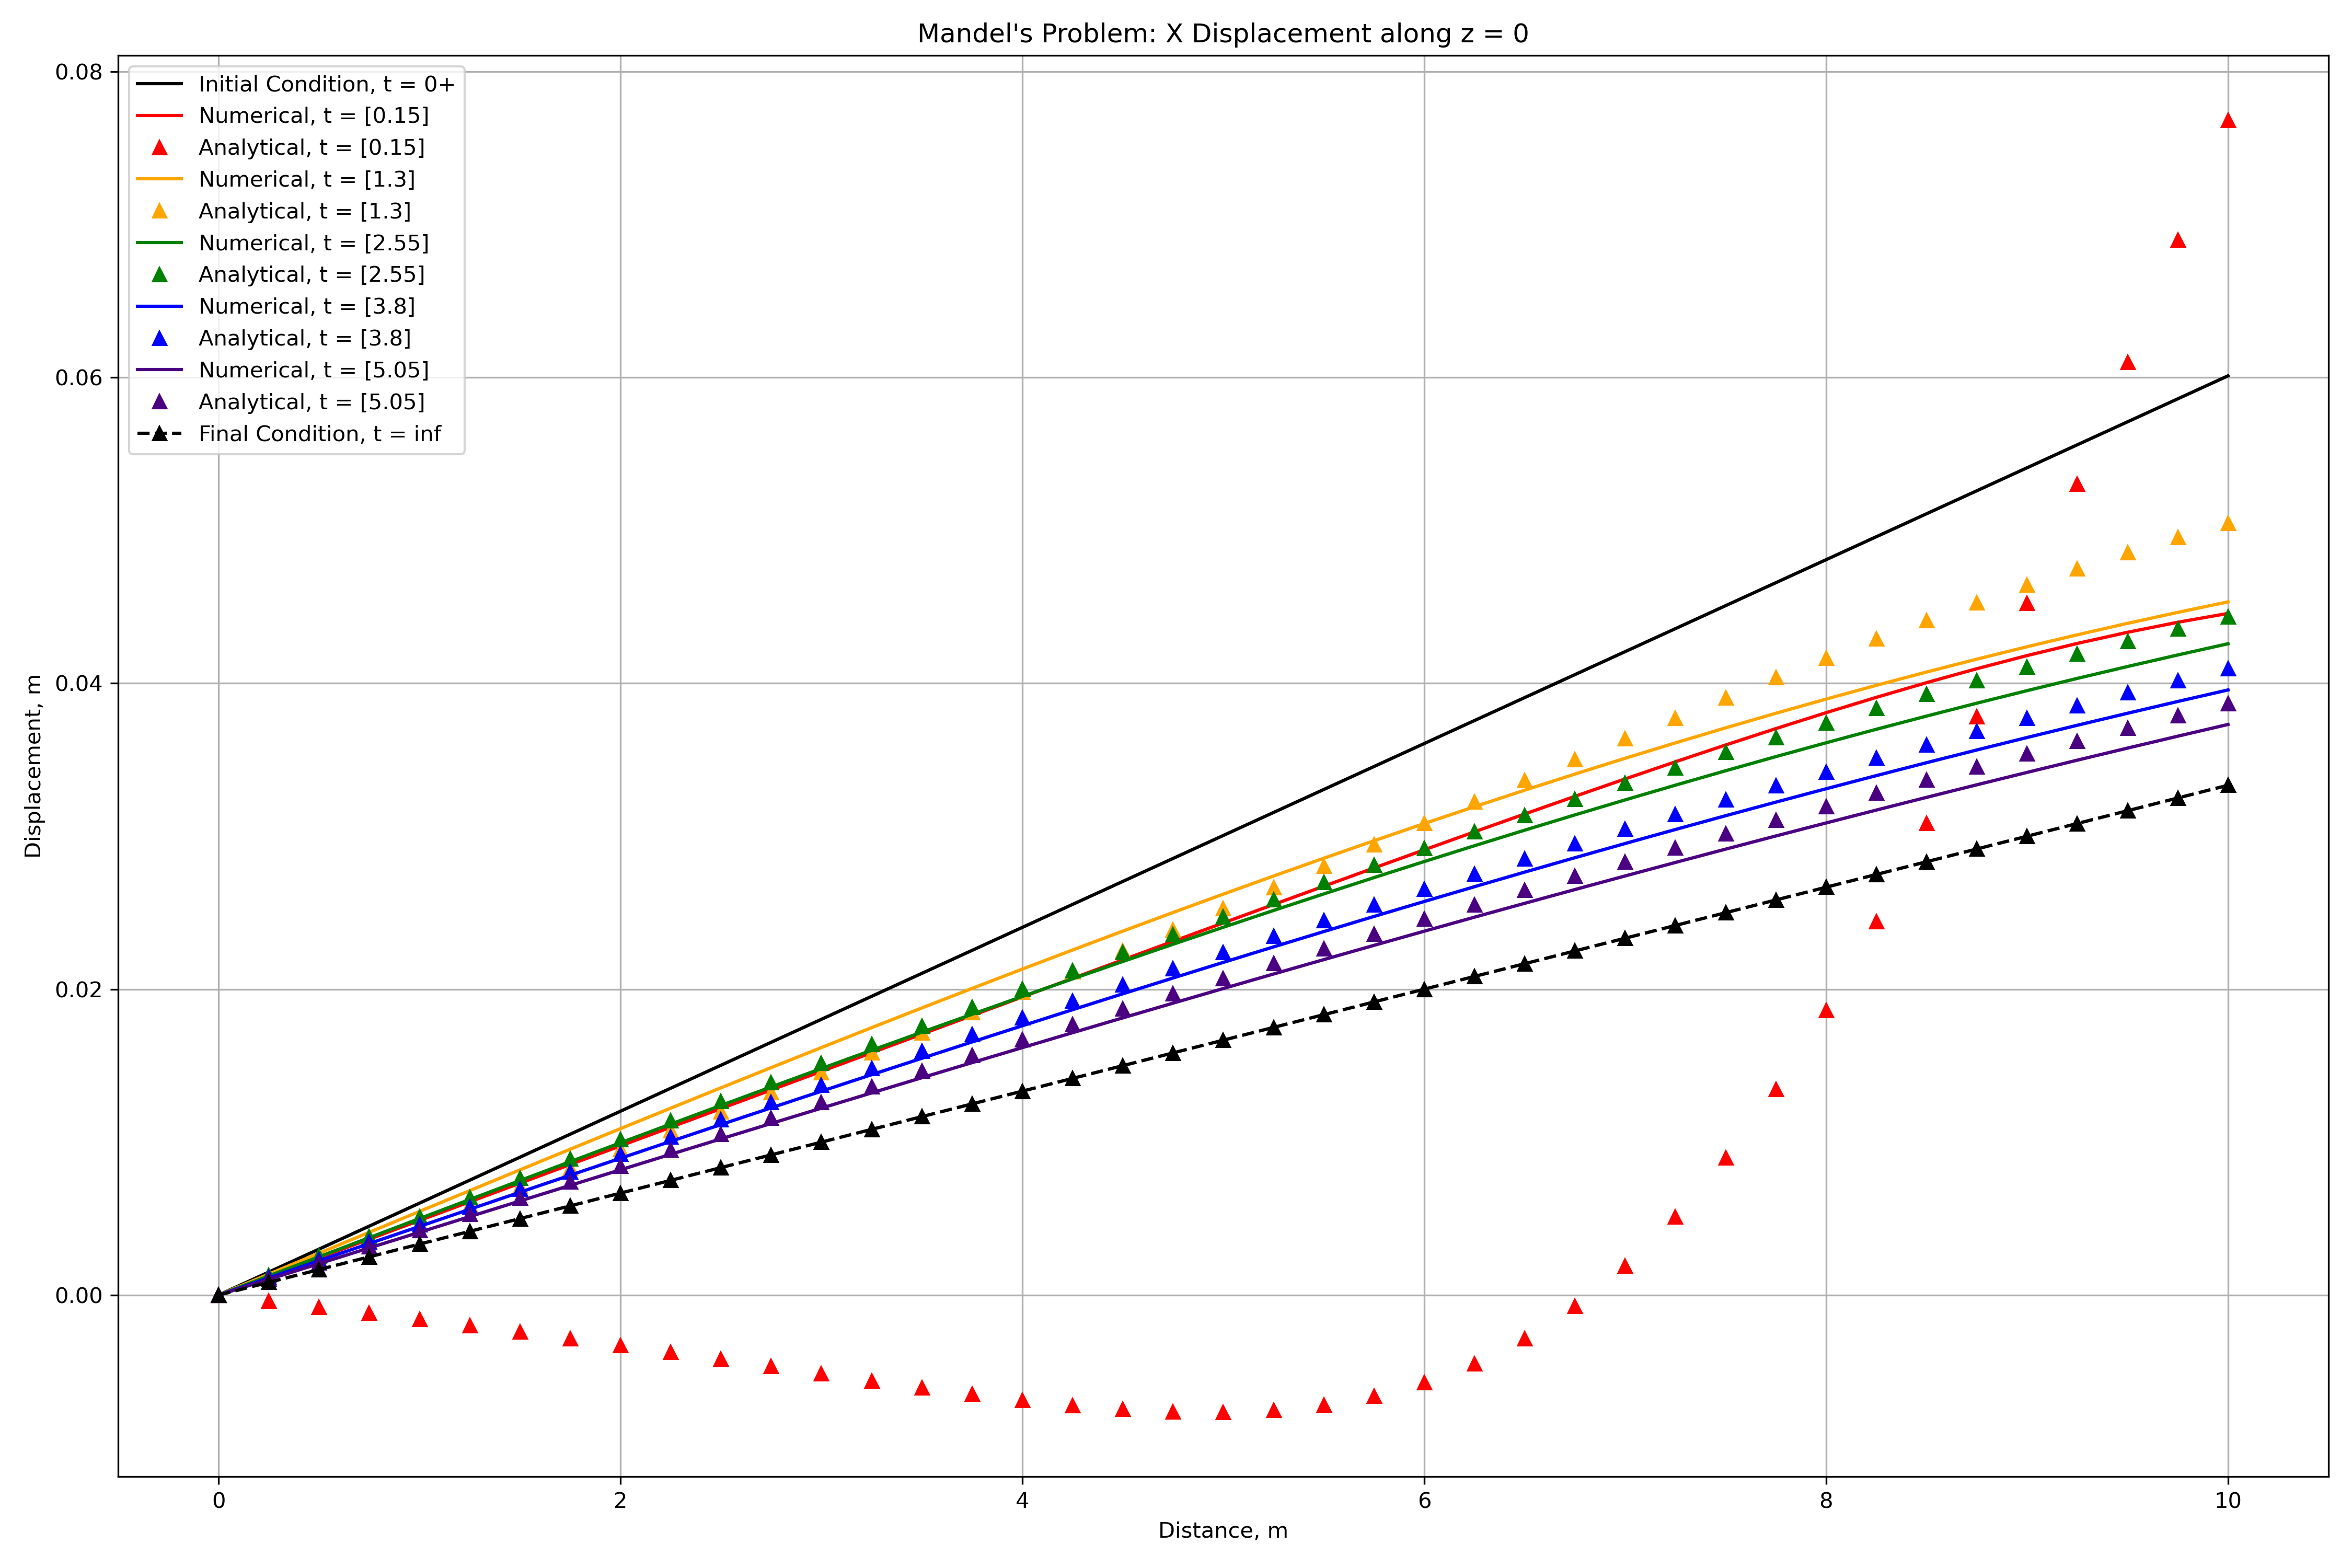 Mandel's Problem: X Displacement along z = 0
Initial Condition, t = 0+
Numerical, t = [0.15]
Analytical, t = [0.15]
Numerical, t = [1.3]
Analytical, t = [1.3]
Numerical, t = [2.55]
Analytical, t = [2.55]
Numerical, t = [3.8]
Analytical, t = [3.8]
Numerical, t = [5.05]
Analytical, t = [5.05]
Final Condition, t = inf
Displacement, m
0.08
0.06
0.04
0.02
0.00
0 2 4 6 8 10
Distance, m